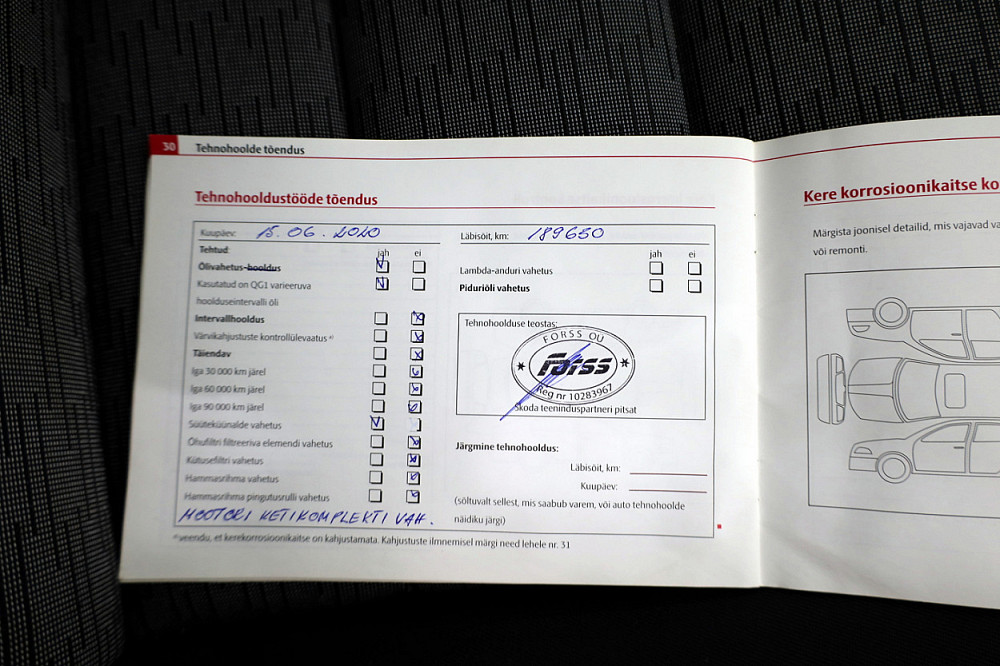 30 Tehnohoolde tõendus
Tehnohooldustööde tõendus
Kuupäev: 15.06.2020
Tehtud:
jah ei
Õlivahetus-hooldus
Kasutatud on QG1 varieeruva
hoolduseintervalli õli
Intervallhooldus
Värvikahjustuste kontrollülevaatus ⁴⁾
Täiendav
Iga 30 000 km järel
Iga 60 000 km järel
Iga 90 000 km järel
Süüteküünalde vahetus
Õhufiltri filtreeriva elemendi vahetus
Kütusefiltri vahetus
Hammasrihma vahetus
Hammasrihma pingutusrulli vahetus
MOOTORI KETIKOMPLEKTI VAH.
Läbisõit, km: 189650
jah ei
Lambda-anduri vahetus
Piduriõli vahetus
Tehnohoolduse teostas:
FORSS OÜ
Forss
Reg nr 10283967
Škoda teeninduspartneri pitsat
Järgmine tehnohooldus:
Läbisõit, km:
Kuupäev:
(sõltuvalt sellest, mis saabub varem, või auto tehnohoolde
näidiku järgi)
⁴⁾veendu, et kerekorrosioonikaitse on kahjustamata. Kahjustuste ilmnemisel märgi need lehele nr. 31
Kere korrosioonikaitse ko
Märgista joonisel detailid, mis vajavad va
või remonti.